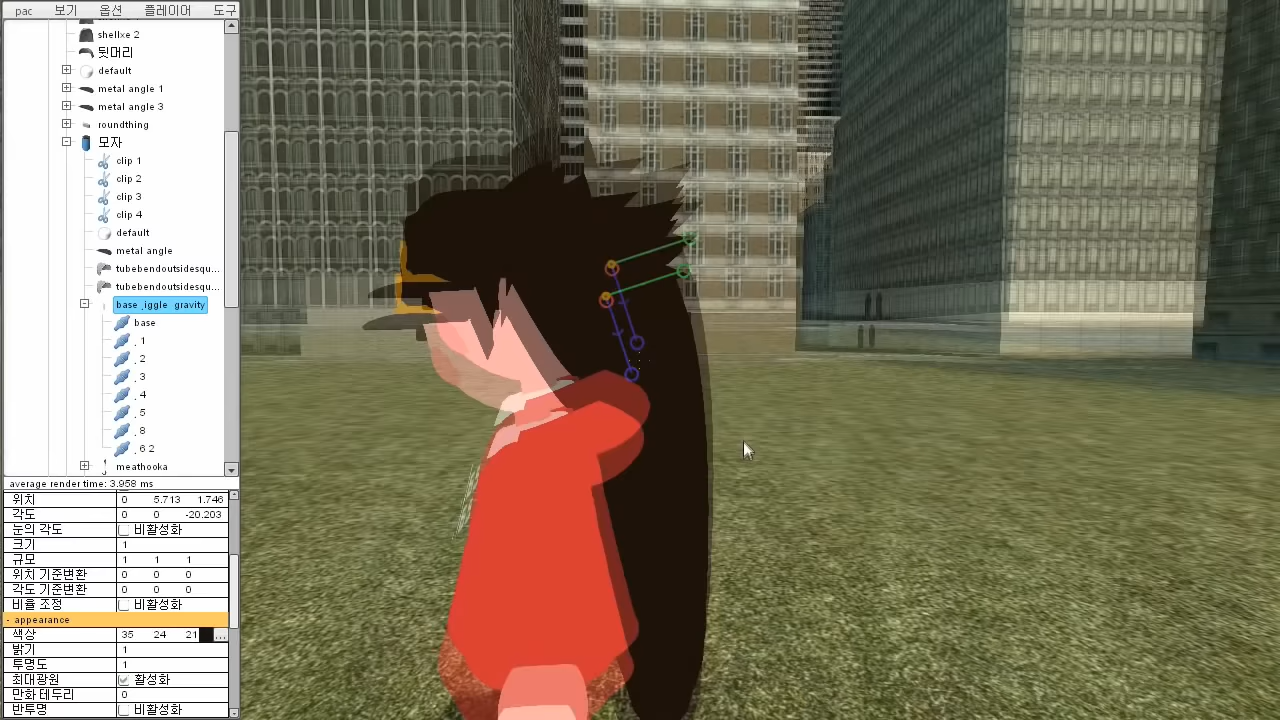 pac 보기 옵션 플레이어 도구
shellxe 2
뒷머리
default
metal angle 1
metal angle 3
roundthing
모자
clip 1
clip 2
clip 3
clip 4
default
metal angle
tubebendoutsidesqu...
tubebendoutsidesqu...
base_jiggle_gravity
base
. 1
. 2
. 3
. 4
. 5
. 8
. 6 2
meathooka
average render time: 3.958 ms
위치 0 5.713 1.746
각도 0 0 -20.203
눈의 각도 비활성화
크기 1
규모 1 1 1
위치 기준변환 0 0 0
각도 기준변환 0 0 0
비율 조정 비활성화
- appearance
색상 35 24 21 ...
밝기 1
투명도 1
최대광원 활성화
만화 테두리 0
반투명 비활성화